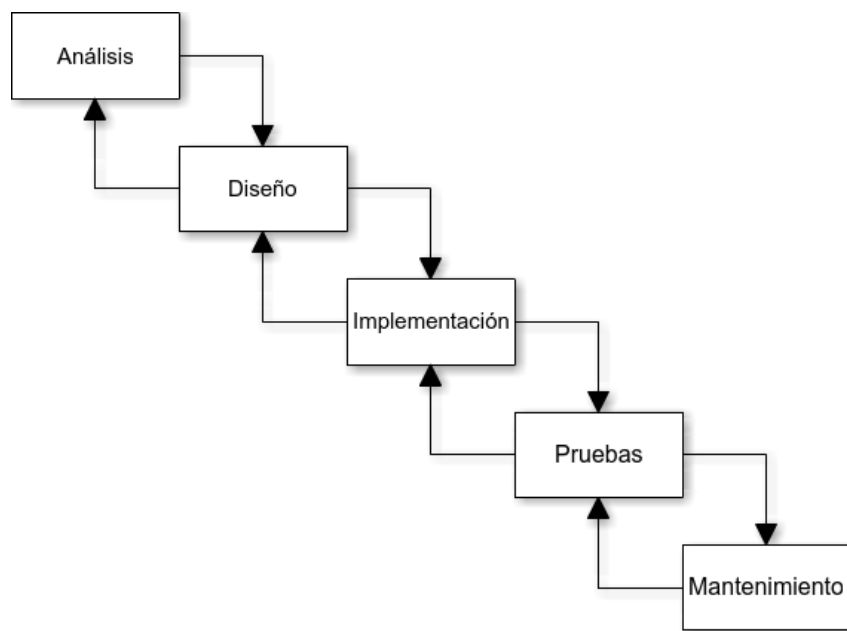 Análisis
Diseño
Implementación
Pruebas
Mantenimiento